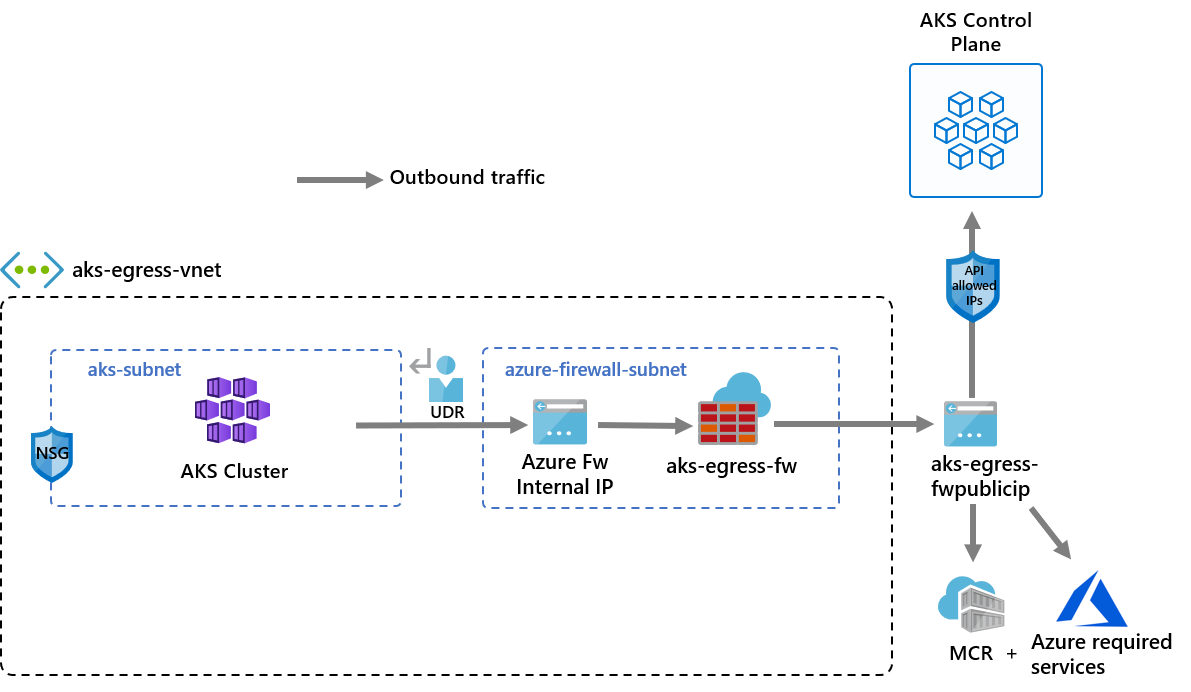 AKS Control
Plane
Outbound traffic
aks-egress-vnet
API
allowed
IPs
aks-subnet
azure-firewall-subnet
UDR
NSG
AKS Cluster
Azure Fw
Internal IP
aks-egress-fw
aks-egress-
fwpublicip
MCR +
Azure required
services